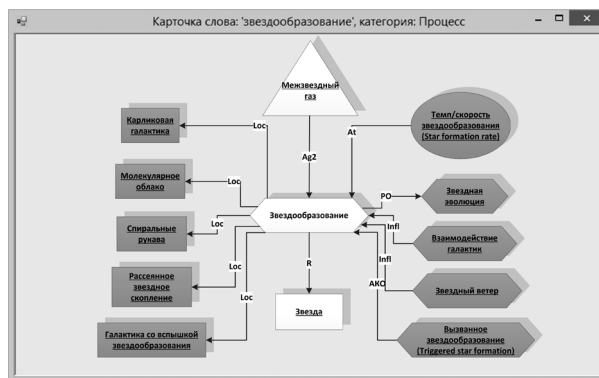 Карточка слова: 'звездообразование', категория: Процесс
Межзвездный
газ
Карликовая
галактика
Loc
At
Темп/скорость
звездообразования
(Star formation rate)
Ag2
Молекулярное
облако
Loc
PO
Звездная
эволюция
Спиральные
рукава
Loc
Звездообразование
Infl
Взаимодействие
галактик
Рассеянное
звездное
скопление
Loc
R
Infl
Звездный ветер
AKO
Loc
Звезда
Галактика со вспышкой
звездообразования
Вызванное
звездообразование
(Triggered star formation)